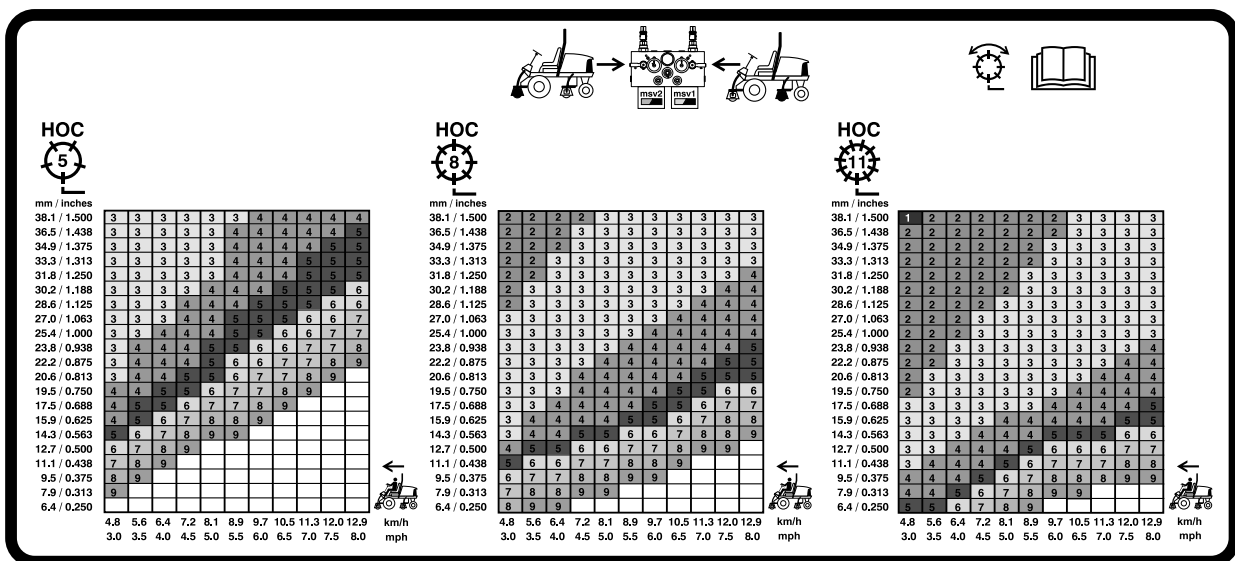 msv2 msv1
HOC
5
mm / inches
38.1 / 1.500 3 3 3 3 3 3 4 4 4 4 4
36.5 / 1.438 3 3 3 3 3 4 4 4 4 4 5
34.9 / 1.375 3 3 3 3 3 4 4 4 4 5 5
33.3 / 1.313 3 3 3 3 3 4 4 4 5 5 5
31.8 / 1.250 3 3 3 3 3 4 4 4 5 5 5
30.2 / 1.188 3 3 3 3 4 4 4 5 5 5 6
28.6 / 1.125 3 3 3 4 4 4 5 5 5 6 6
27.0 / 1.063 3 3 3 4 4 5 5 5 6 6 7
25.4 / 1.000 3 3 4 4 4 5 5 6 6 7 7
23.8 / 0.938 3 4 4 4 5 5 6 6 7 7 8
22.2 / 0.875 3 4 4 4 5 6 6 7 7 8 9
20.6 / 0.813 3 4 4 5 5 6 7 7 8 9
19.5 / 0.750 4 4 5 5 6 7 7 8 9
17.5 / 0.688 4 5 5 6 7 7 8 9
15.9 / 0.625 4 5 6 7 7 8 9
14.3 / 0.563 5 6 7 8 9 9
12.7 / 0.500 6 7 8 9
11.1 / 0.438 7 8 9
9.5 / 0.375 8 9
7.9 / 0.313 9
6.4 / 0.250
4.8 5.6 6.4 7.2 8.1 8.9 9.7 10.5 11.3 12.0 12.9 km/h
3.0 3.5 4.0 4.5 5.0 5.5 6.0 6.5 7.0 7.5 8.0 mph
HOC
8
mm / inches
38.1 / 1.500 2 2 2 2 3 3 3 3 3 3 3
36.5 / 1.438 2 2 2 3 3 3 3 3 3 3 3
34.9 / 1.375 2 2 2 3 3 3 3 3 3 3 3
33.3 / 1.313 2 2 3 3 3 3 3 3 3 3 3
31.8 / 1.250 2 2 3 3 3 3 3 3 3 3 4
30.2 / 1.188 2 3 3 3 3 3 3 3 3 4 4
28.6 / 1.125 2 3 3 3 3 3 3 3 4 4 4
27.0 / 1.063 3 3 3 3 3 3 3 4 4 4 4
25.4 / 1.000 3 3 3 3 3 3 4 4 4 4 4
23.8 / 0.938 3 3 3 3 3 4 4 4 4 4 5
22.2 / 0.875 3 3 3 3 4 4 4 4 4 5 5
20.6 / 0.813 3 3 3 4 4 4 4 4 5 5 5
19.5 / 0.750 3 3 3 4 4 4 4 5 5 6 6
17.5 / 0.688 3 3 4 4 4 4 5 5 6 7 7
15.9 / 0.625 3 4 4 4 4 5 5 6 7 8 8
14.3 / 0.563 3 4 4 5 5 6 6 7 8 8 9
12.7 / 0.500 4 5 5 6 6 7 7 8 9 9
11.1 / 0.438 5 6 6 7 7 8 8 9
9.5 / 0.375 6 7 7 8 8 9 9
7.9 / 0.313 7 8 8 9 9
6.4 / 0.250 8 9 9
4.8 5.6 6.4 7.2 8.1 8.9 9.7 10.5 11.3 12.0 12.9 km/h
3.0 3.5 4.0 4.5 5.0 5.5 6.0 6.5 7.0 7.5 8.0 mph
HOC
11
mm / inches
38.1 / 1.500 1 2 2 2 2 2 2 3 3 3 3
36.5 / 1.438 2 2 2 2 2 2 2 3 3 3 3
34.9 / 1.375 2 2 2 2 2 2 3 3 3 3 3
33.3 / 1.313 2 2 2 2 2 2 3 3 3 3 3
31.8 / 1.250 2 2 2 2 2 3 3 3 3 3 3
30.2 / 1.188 2 2 2 2 2 3 3 3 3 3 3
28.6 / 1.125 2 2 2 2 3 3 3 3 3 3 3
27.0 / 1.063 2 2 2 3 3 3 3 3 3 3 3
25.4 / 1.000 2 2 2 3 3 3 3 3 3 3 3
23.8 / 0.938 2 2 3 3 3 3 3 3 3 3 4
22.2 / 0.875 2 2 3 3 3 3 3 3 3 4 4
20.6 / 0.813 2 3 3 3 3 3 3 3 4 4 4
19.5 / 0.750 2 3 3 3 3 3 3 4 4 4 4
17.5 / 0.688 3 3 3 3 3 3 4 4 4 4 5
15.9 / 0.625 3 3 3 3 3 4 4 4 4 5 5
14.3 / 0.563 3 3 3 4 4 4 5 5 5 6 6
12.7 / 0.500 3 3 4 4 4 5 6 6 6 7 7
11.1 / 0.438 3 4 4 4 5 6 6 7 7 8 8
9.5 / 0.375 4 4 4 5 6 7 8 8 8 9 9
7.9 / 0.313 4 4 5 6 7 8 9 9
6.4 / 0.250 5 5 6 7 8 9
4.8 5.6 6.4 7.2 8.1 8.9 9.7 10.5 11.3 12.0 12.9 km/h
3.0 3.5 4.0 4.5 5.0 5.5 6.0 6.5 7.0 7.5 8.0 mph